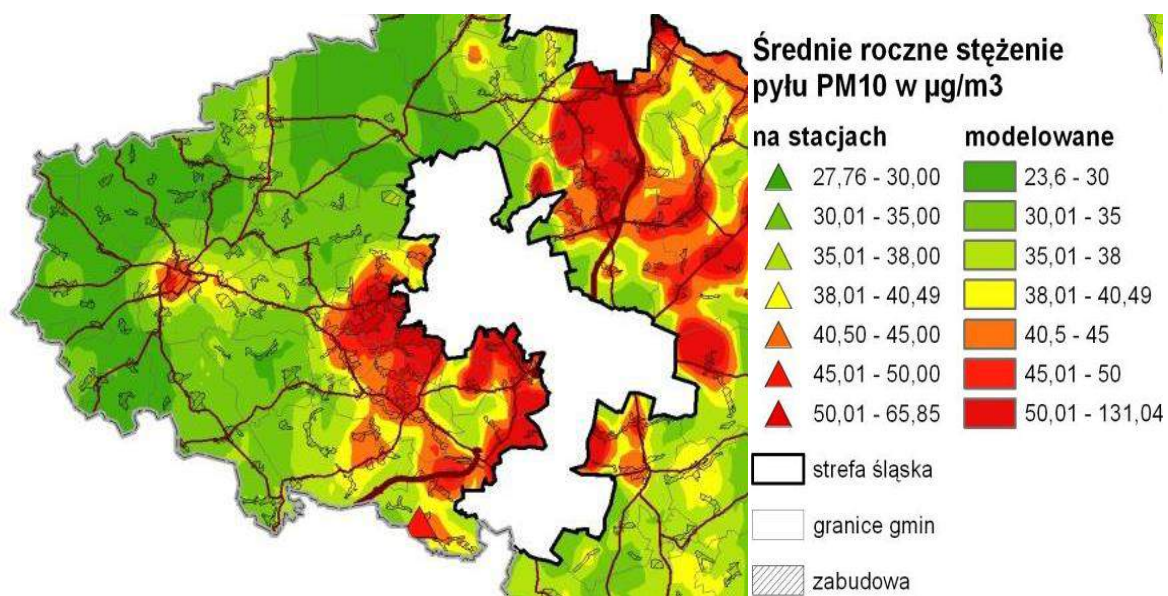 Średnie roczne stężenie
pyłu PM10 w µg/m3
na stacjach
27,76 - 30,00
30,01 - 35,00
35,01 - 38,00
38,01 - 40,49
40,50 - 45,00
45,01 - 50,00
50,01 - 65,85
modelowane
23,6 - 30
30,01 - 35
35,01 - 38
38,01 - 40,49
40,5 - 45
45,01 - 50
50,01 - 131,04
strefa śląska
granice gmin
zabudowa